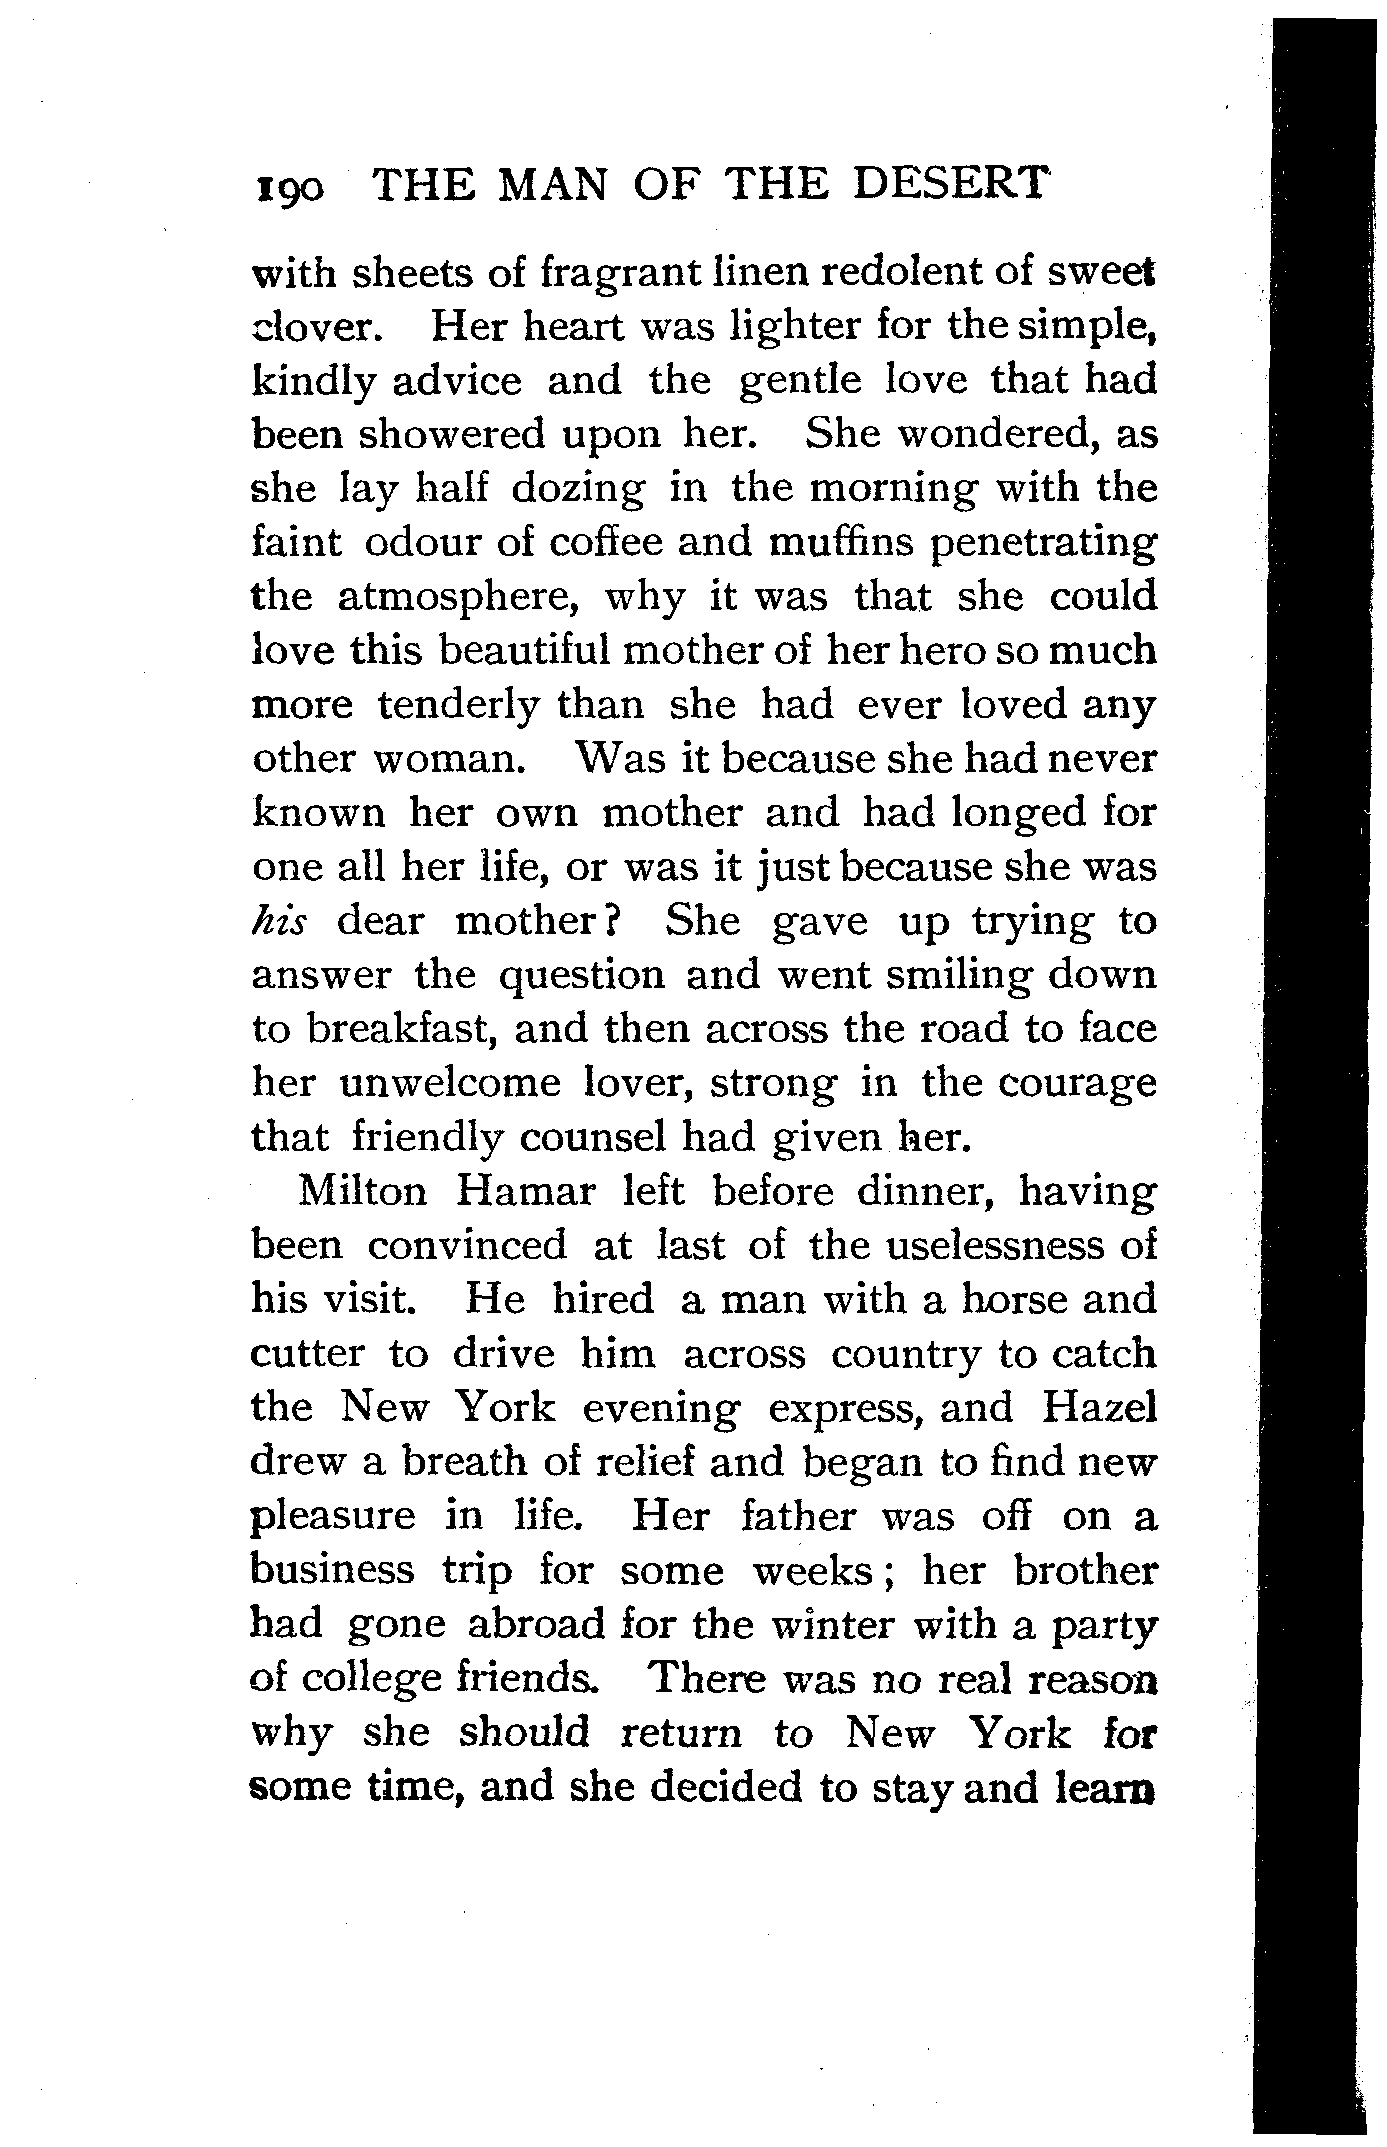 190 THE MAN OF THE DESERT
with sheets of fragrant linen redolent of sweet
clover. Her heart was lighter for the simple,
kindly advice and the gentle love that had
been showered upon her. She wondered, as
she lay half dozing in the morning with the
faint odour of coffee and muffins penetrating
the atmosphere, why it was that she could
love this beautiful mother of her hero so much
more tenderly than she had ever loved any
other woman. Was it because she had never
known her own mother and had longed for
one all her life, or was it just because she was
his dear mother? She gave up trying to
answer the question and went smiling down
to breakfast, and then across the road to face
her unwelcome lover, strong in the courage
that friendly counsel had given her.
Milton Hamar left before dinner, having
been convinced at last of the uselessness of
his visit. He hired a man with a horse and
cutter to drive him across country to catch
the New York evening express, and Hazel
drew a breath of relief and began to find new
pleasure in life. Her father was off on a
business trip for some weeks; her brother
had gone abroad for the winter with a party
of college friends. There was no real reason
why she should return to New York for
some time, and she decided to stay and learn